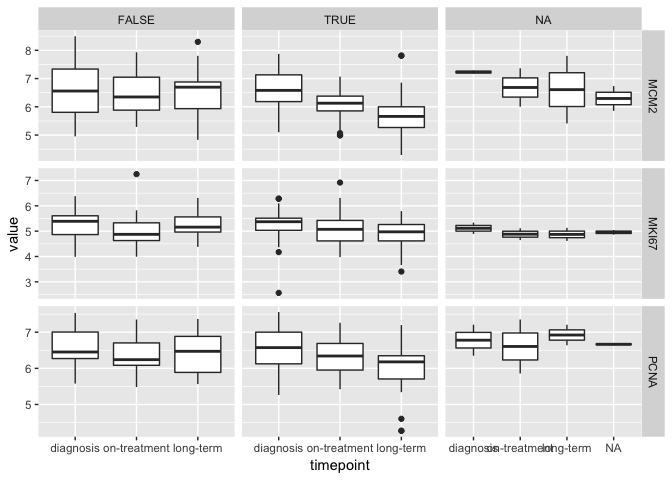 FALSE TRUE NA
8
7
6
5
MCM2
7
6
5
4
3
MKI67
7
6
5
PCNA
value
diagnosis on-treatment long-term diagnosis on-treatment long-term diagnosis on-treatment long-term NA
timepoint